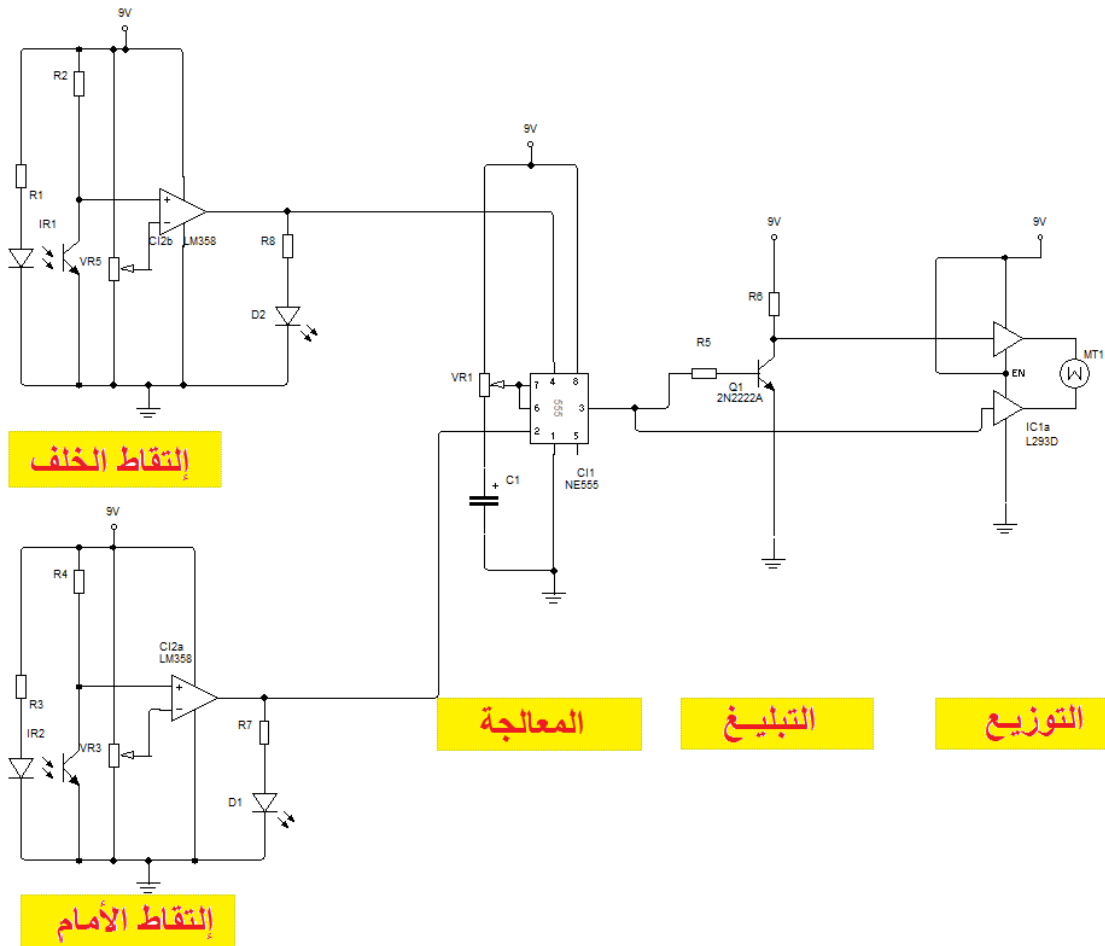 9V
R2
R1
IR1
VR5
CI2b LM358
R8
D2
إلتقاط الخلف
9V
R4
R3
IR2
VR3
CI2a
LM358
R7
D1
إلتقاط الأمام
9V
VR1
C1
+
7
6
2
4
8
3
1
5
555
CI1
NE555
المعالجة
9V
R6
R5
Q1
2N2222A
التبليـغ
9V
EN
MT1
IC1a
L293D
التوزيـع